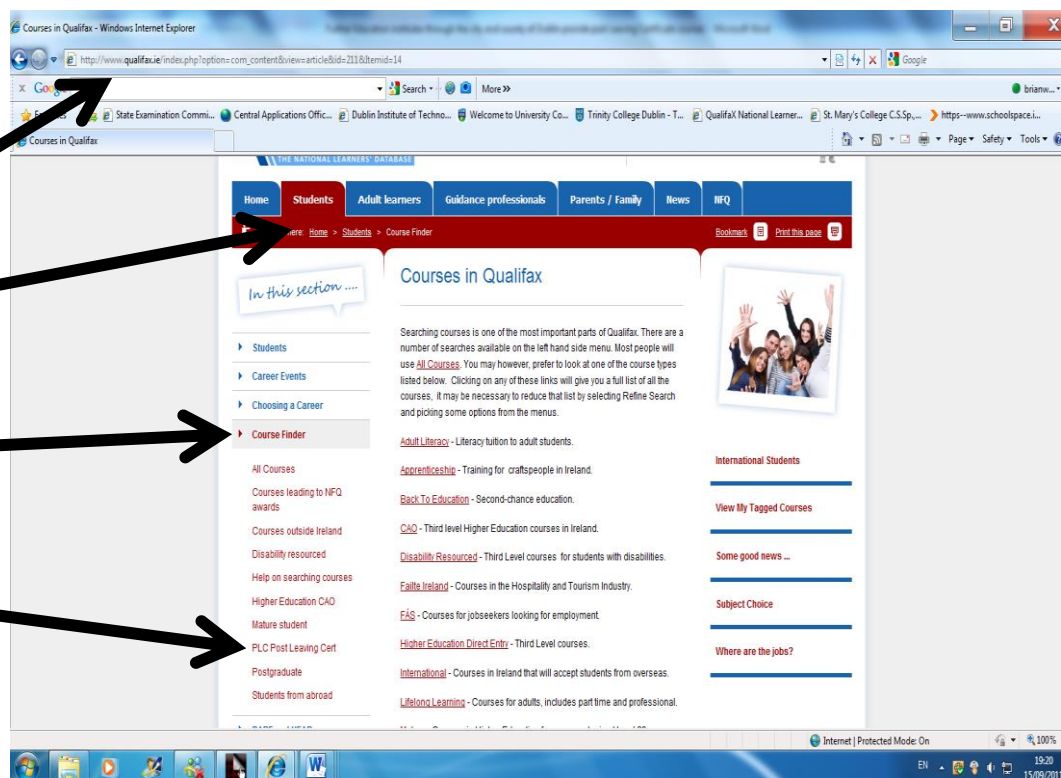 Courses in Qualifax - Windows Internet Explorer
http://www.qualifax.ie/index.php?option=com_content&view=article&id=211&Itemid=14
Google
x
Search
More »
brianw...
State Examination Commi...
Central Applications Offic...
Dublin Institute of Techno...
Welcome to University Co...
Trinity College Dublin - T...
QualifaX National Learner...
St. Mary's College C.S.Sp,...
https--www.schoolspace.i...
Courses in Qualifax
Page
Safety
Tools
THE NATIONAL LEARNERS' DATABASE
Home
Students
Adult learners
Guidance professionals
Parents / Family
News
NFQ
here: Home > Students > Course Finder
Bookmark
Print this page
In this section ....
Students
Career Events
Choosing a Career
Course Finder
All Courses
Courses leading to NFQ
awards
Courses outside Ireland
Disability resourced
Help on searching courses
Higher Education CAO
Mature student
PLC Post Leaving Cert
Postgraduate
Students from abroad
Courses in Qualifax
Searching courses is one of the most important parts of Qualifax. There are a
number of searches available on the left hand side menu. Most people will
use All Courses. You may however, prefer to look at one of the course types
listed below. Clicking on any of these links will give you a full list of all the
courses, it may be necessary to reduce that list by selecting Refine Search
and picking some options from the menus.
Adult Literacy - Literacy tuition to adult students.
Apprenticeship - Training for craftspeople in Ireland.
Back To Education - Second-chance education.
CAO - Third level Higher Education courses in Ireland.
Disability Resourced - Third Level courses for students with disabilities.
Failte Ireland - Courses in the Hospitality and Tourism Industry.
FÁS - Courses for jobseekers looking for employment.
Higher Education Direct Entry - Third Level courses.
International - Courses in Ireland that will accept students from overseas.
Lifelong Learning - Courses for adults, includes part time and professional.
International Students
View My Tagged Courses
Some good news ...
Subject Choice
Where are the jobs?
Internet | Protected Mode: On
100%
EN
19:20
15/09/201